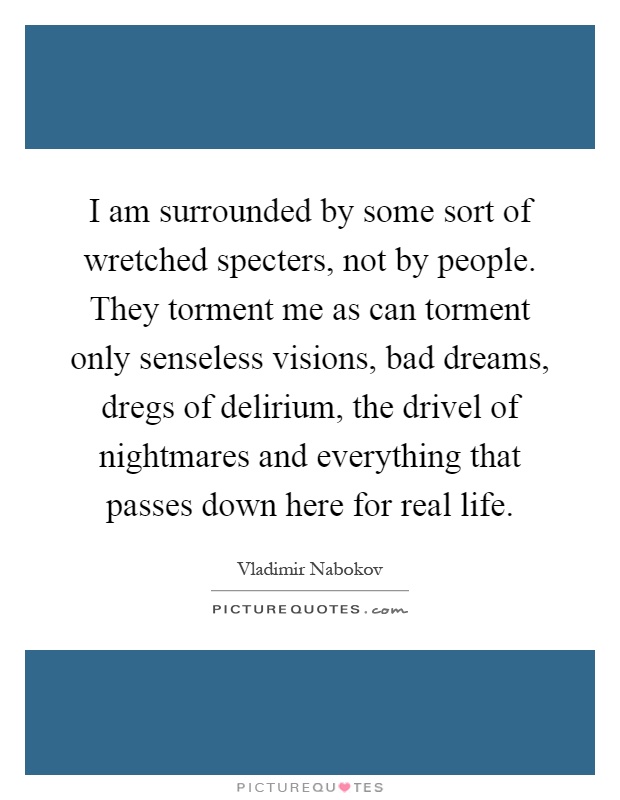 I am surrounded by some sort of
wretched specters, not by people.
They torment me as can torment
only senseless visions, bad dreams,
dregs of delirium, the drivel of
nightmares and everything that
passes down here for real life.
Vladimir Nabokov
PICTUREQUOTES.com
PICTUREQUOTES